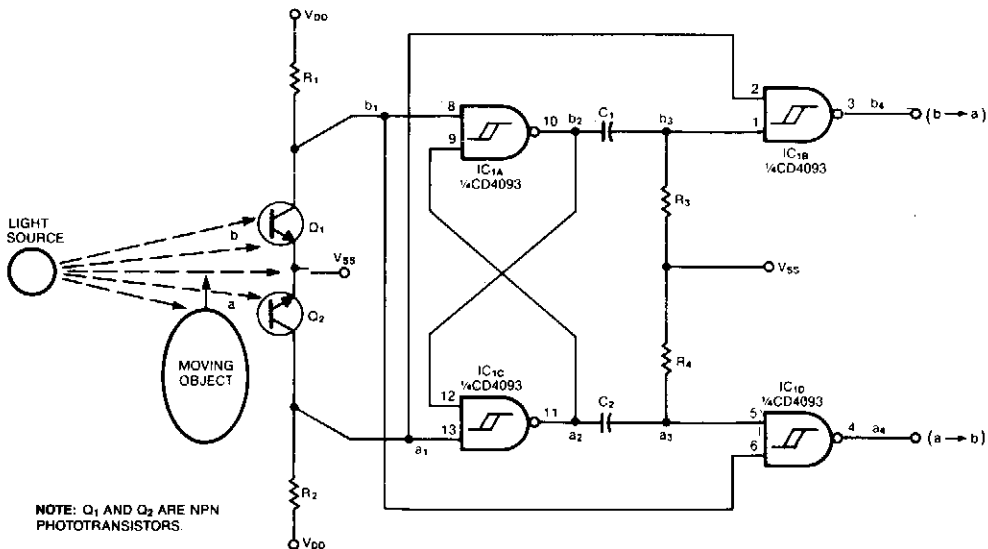 VDD
R1
b1
8
9
10
b2
C1
b3
2
1
3
b4
(b → a)
IC1A
¼CD4093
IC1B
¼CD4093
LIGHT
SOURCE
b
Q1
VSS
a
Q2
R3
VSS
R4
MOVING
OBJECT
IC1C
¼CD4093
12
13
11
a2
C2
a3
IC1D
¼CD4093
5
6
4
a4
(a → b)
a1
R2
NOTE: Q1 AND Q2 ARE NPN
PHOTOTRANSISTORS.
VDD